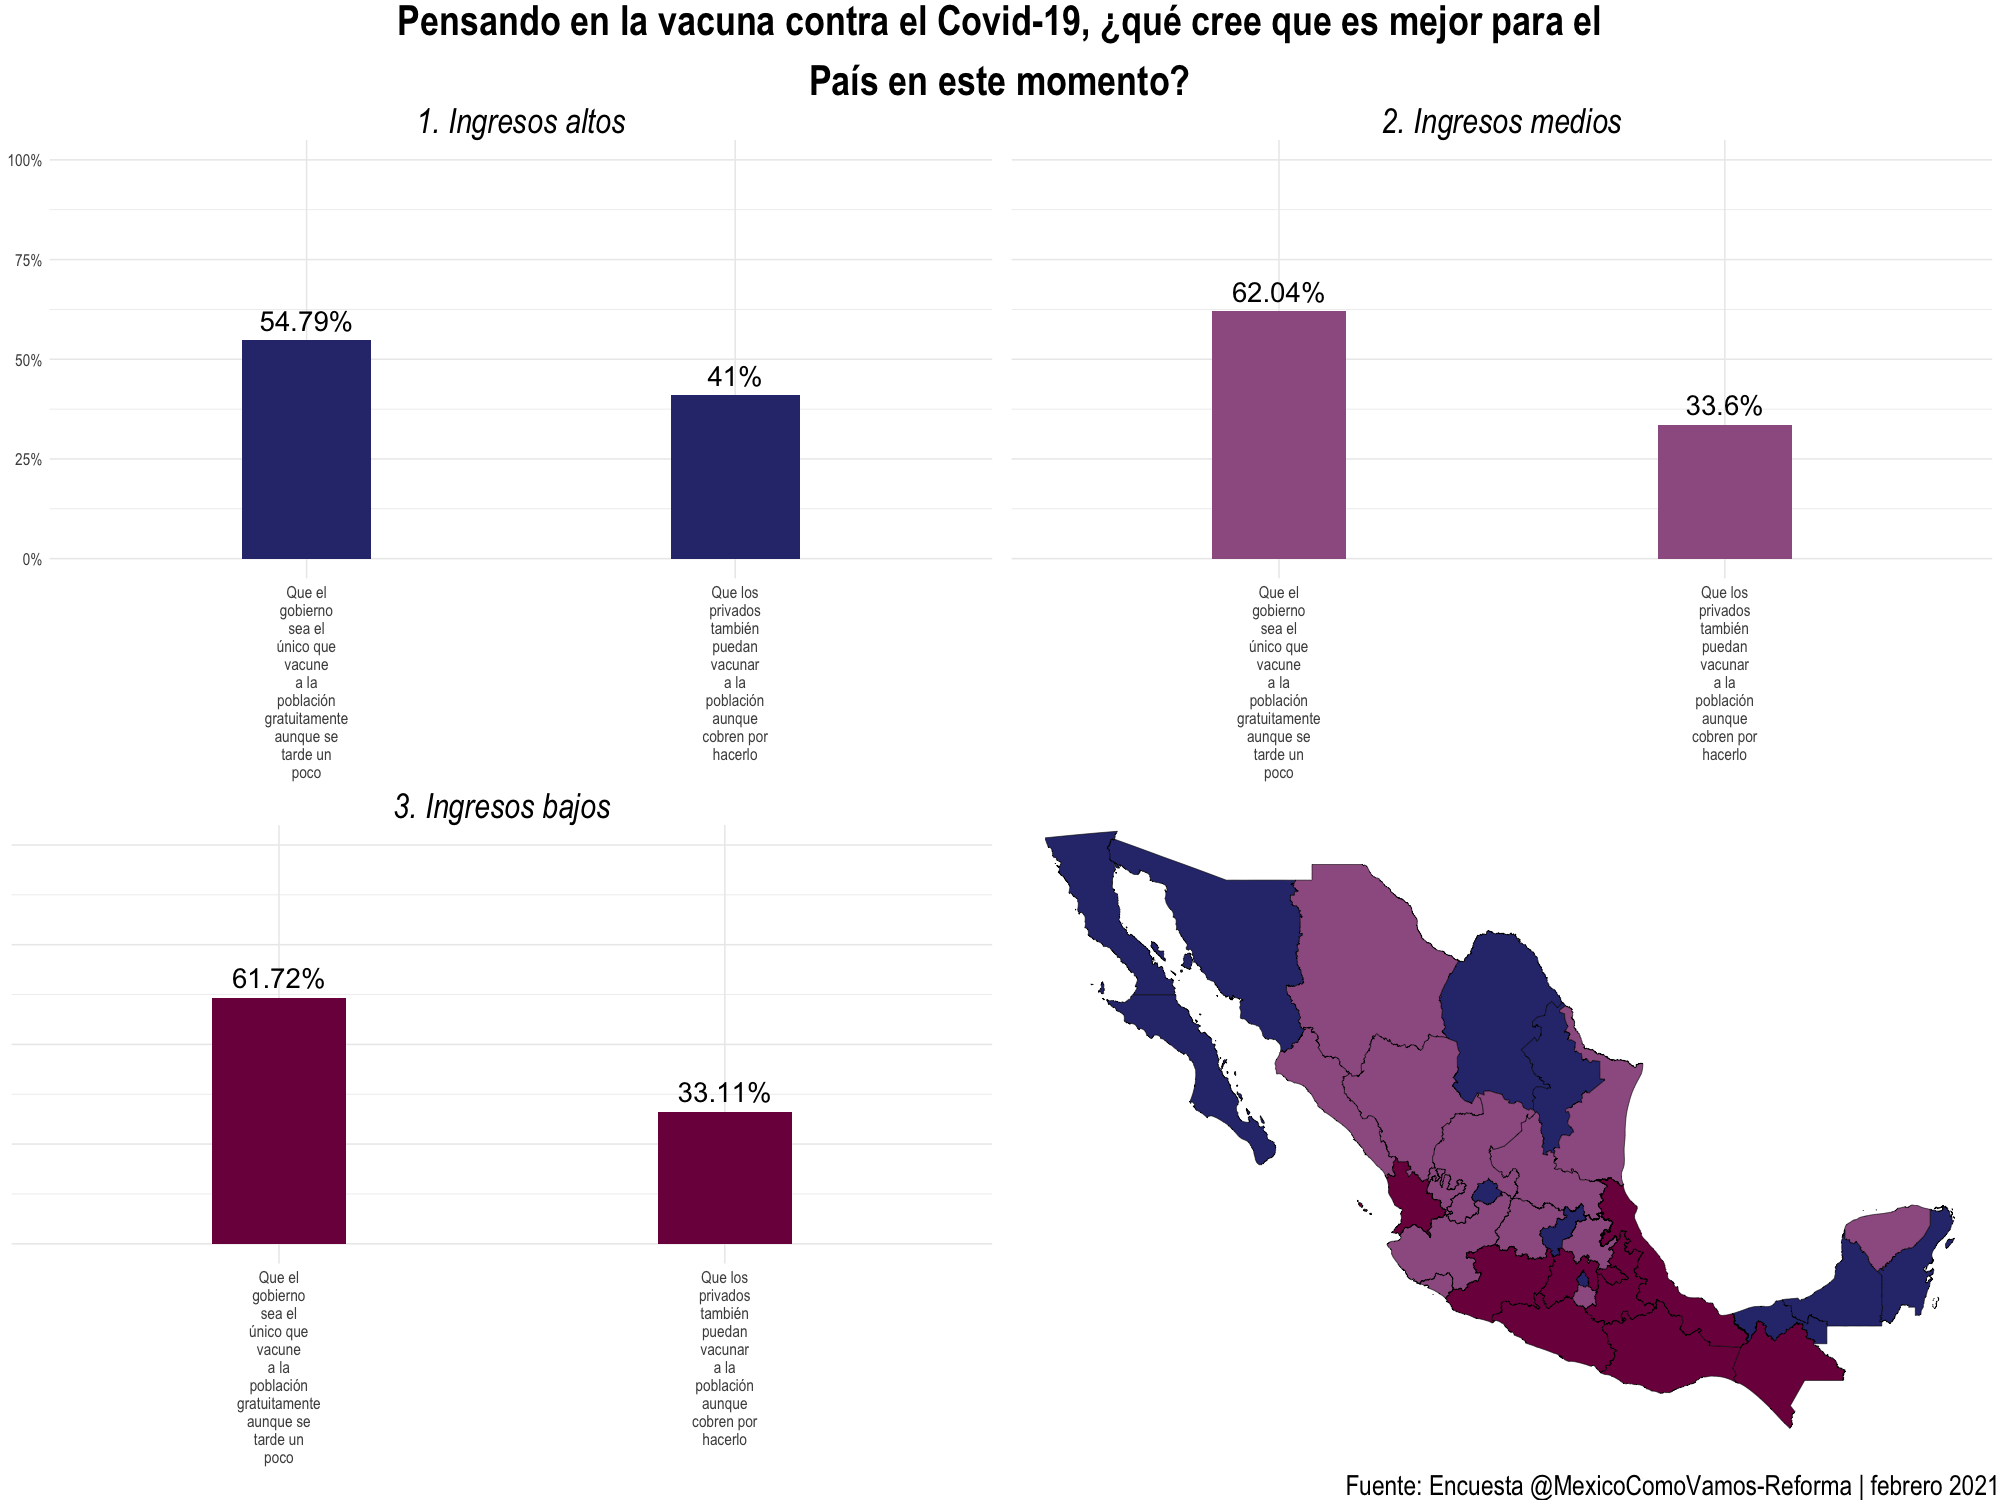 Pensando en la vacuna contra el Covid-19, ¿qué cree que es mejor para el
País en este momento?
1. Ingresos altos
100%
75%
50%
25%
0%
54.79%
41%
Que el
gobierno
sea el
único que
vacune
a la
población
gratuitamente
aunque se
tarde un
poco
Que los
privados
también
puedan
vacunar
a la
población
aunque
cobren por
hacerlo
2. Ingresos medios
62.04%
33.6%
Que el
gobierno
sea el
único que
vacune
a la
población
gratuitamente
aunque se
tarde un
poco
Que los
privados
también
puedan
vacunar
a la
población
aunque
cobren por
hacerlo
3. Ingresos bajos
61.72%
33.11%
Que el
gobierno
sea el
único que
vacune
a la
población
gratuitamente
aunque se
tarde un
poco
Que los
privados
también
puedan
vacunar
a la
población
aunque
cobren por
hacerlo
Fuente: Encuesta @MexicoComoVamos-Reforma | febrero 2021